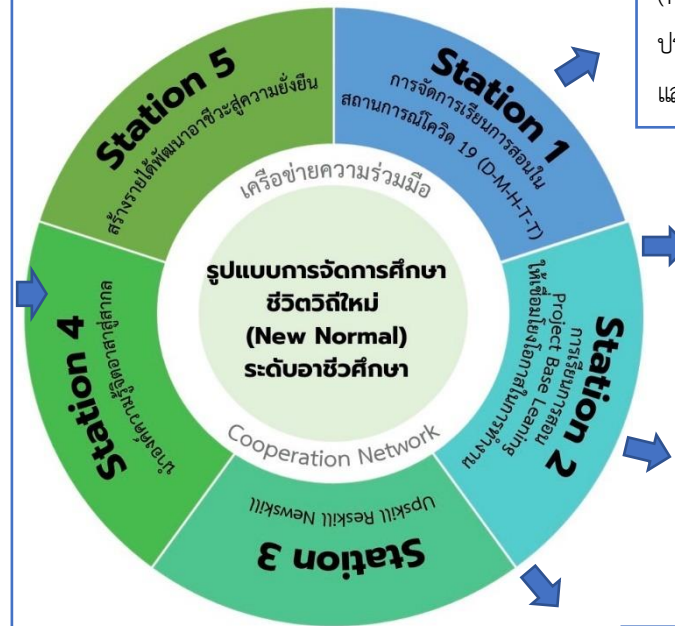 Station 1
การจัดการเรียนการสอนใน
สถานการณ์โควิด 19 (D-M-H-T-T)
Station 2
การเรียนการสอน
Project Base Leaning
ให้เชื่อมโยงโอกาสในการทำงาน
Station 3
Upskill Reskill Newskill
Station 4
นำองค์ความรู้จิตอาสาสู่สากล
Station 5
สร้างรายได้พัฒนาอาชีวะสู่ความยั่งยืน
เครือข่ายความร่วมมือ
รูปแบบการจัดการศึกษา
ชีวิตวิถีใหม่
(New Normal)
ระดับอาชีวศึกษา
Cooperation Network